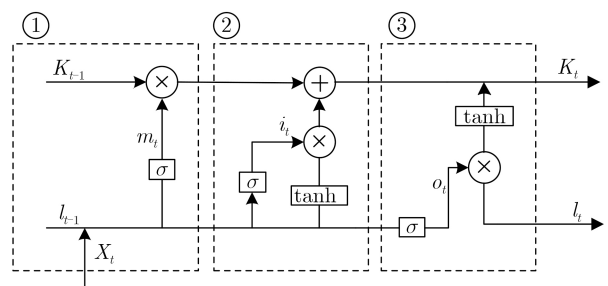 ① ② ③
K_{t-1} × + K_t
m_t i_t × tanh
σ σ tanh o_t ×
l_{t-1} σ l_t
X_t